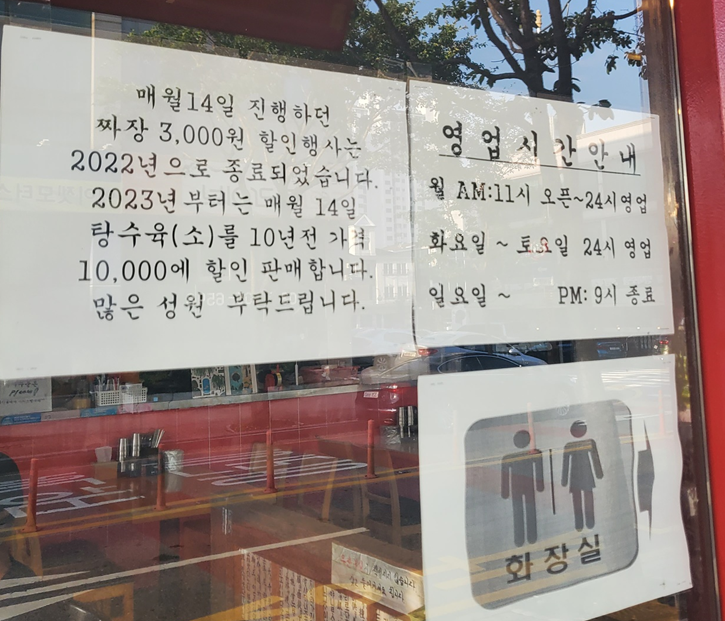 매월14일 진행하던
짜장 3,000원 할인행사는
2022년으로 종료되었습니다.
2023년부터는 매월 14일
탕수육(소)를 10년전 가격
10,000에 할인 판매합니다.
많은 성원 부탁드립니다.
영업시간안내
월 AM:11시 오픈~24시영업
화요일 ~ 토요일 24시 영업
일요일 ~ PM: 9시 종료
화장실